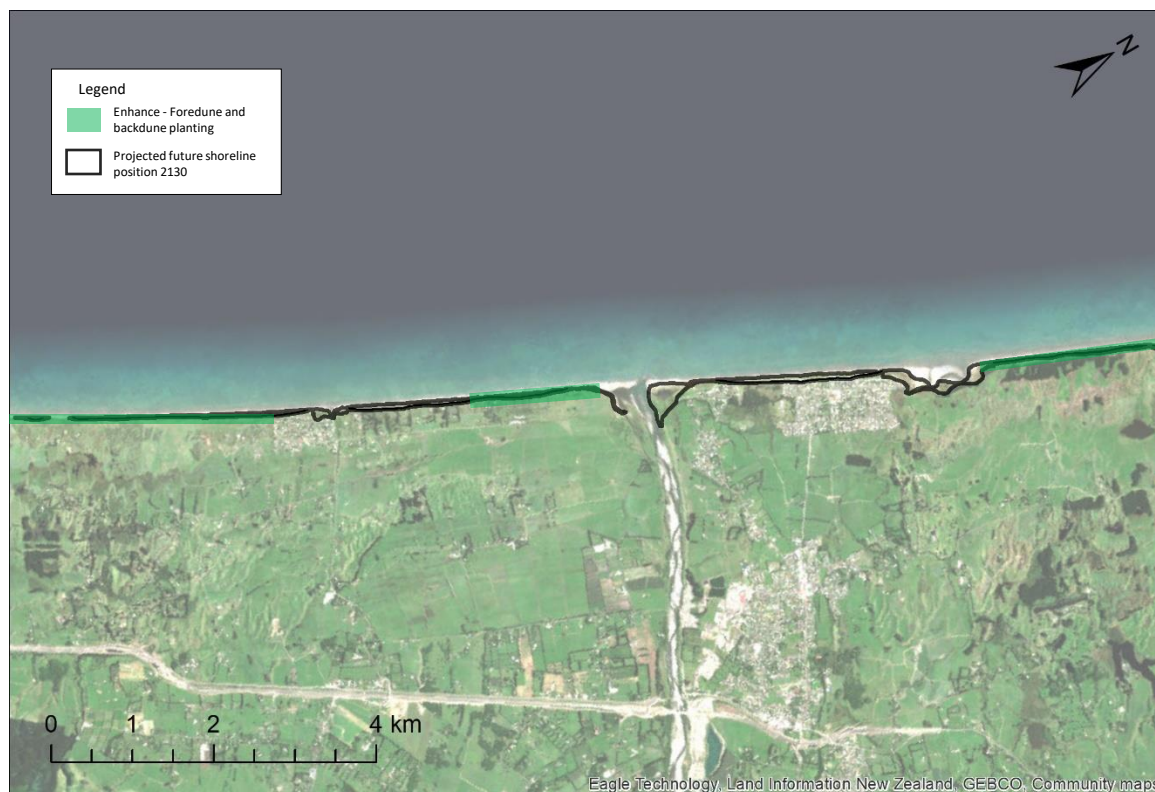 N
Legend
Enhance - Foredune and
backdune planting
Projected future shoreline
position 2130
0 1 2 4 km
Eagle Technology, Land Information New Zealand, GEBCO, Community maps